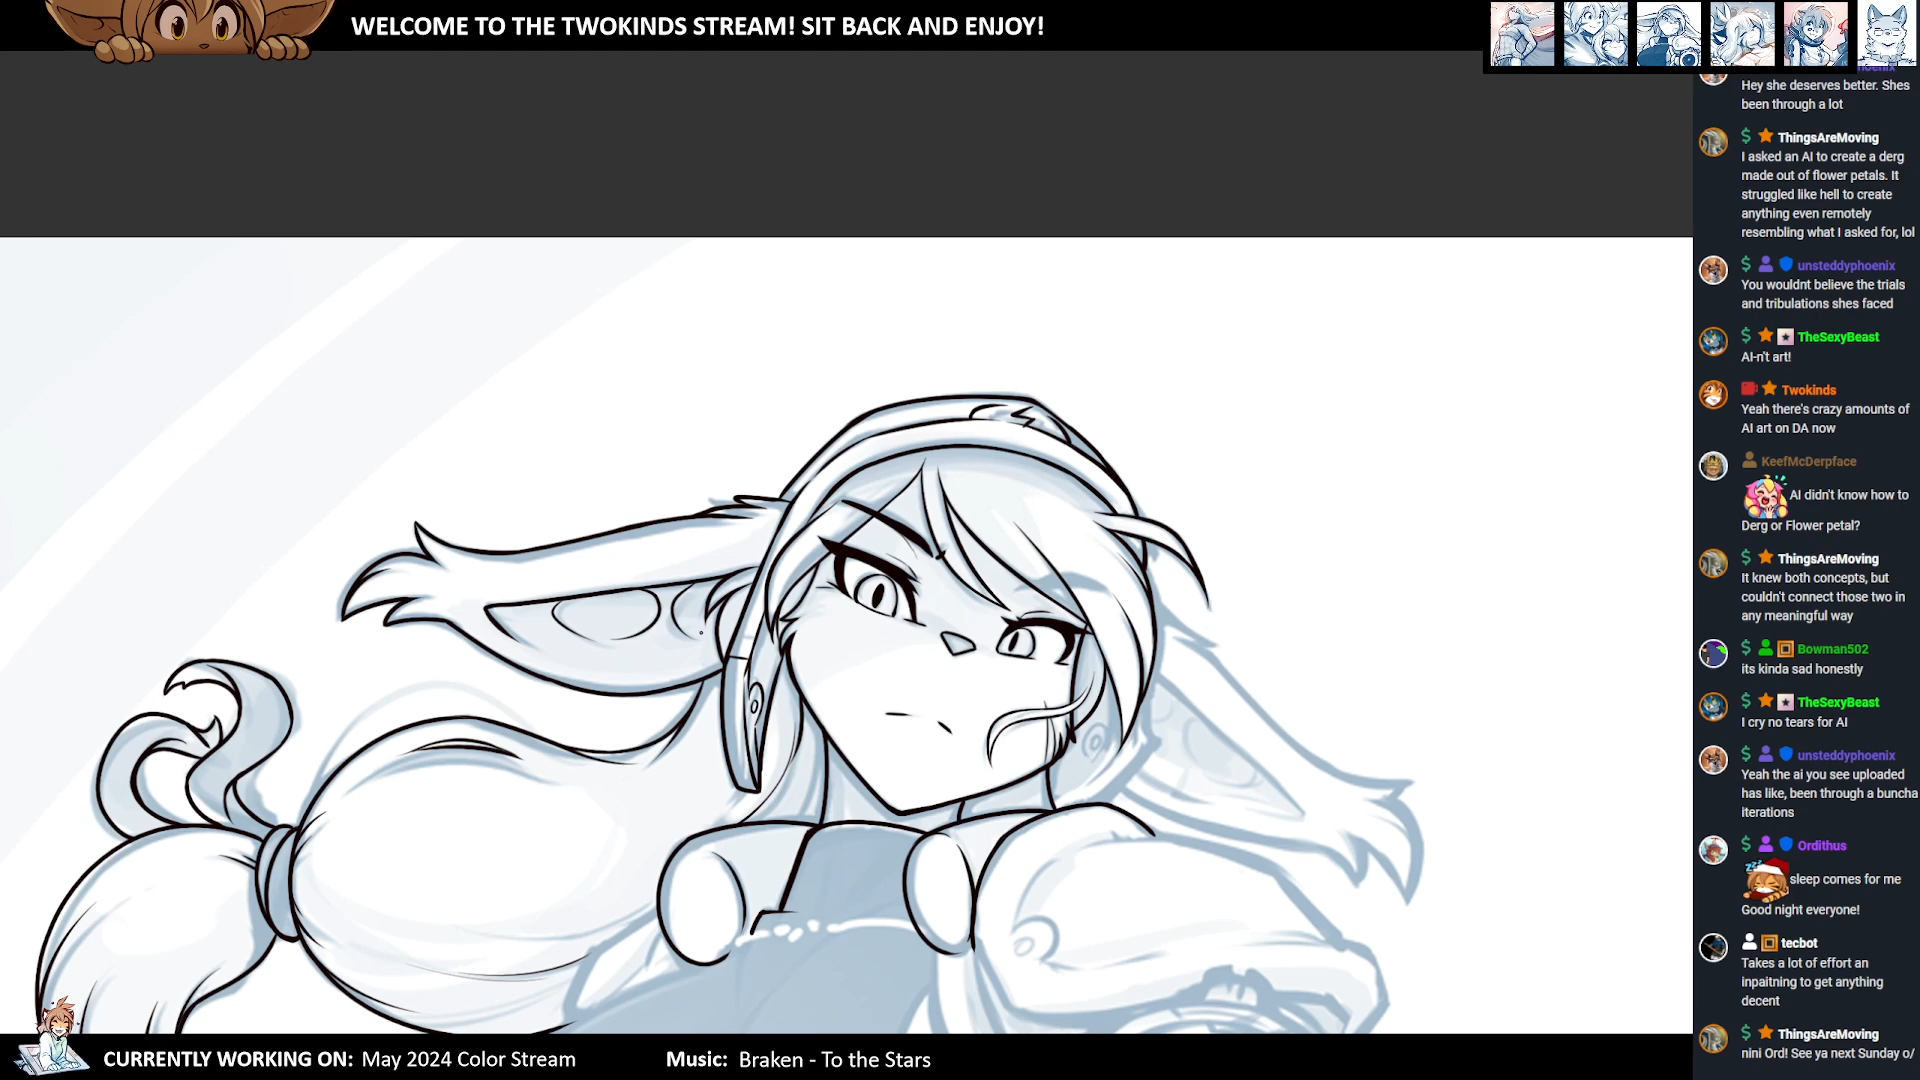 WELCOME TO THE TWOKINDS STREAM! SIT BACK AND ENJOY!
Hey she deserves better. Shes
been through a lot
ThingsAreMoving
I asked an AI to create a derg
made out of flower petals. It
struggled like hell to create
anything even remotely
resembling what I asked for, lol
unsteddyphoenix
You wouldnt believe the trials
and tribulations shes faced
TheSexyBeast
AI-n't art!
Twokinds
Yeah there's crazy amounts of
AI art on DA now
KeefMcDerpface
AI didn't know how to
Derg or Flower petal?
ThingsAreMoving
It knew both concepts, but
couldn't connect those two in
any meaningful way
Bowman502
its kinda sad honestly
TheSexyBeast
I cry no tears for AI
unsteddyphoenix
Yeah the ai you see uploaded
has like, been through a buncha
iterations
Ordithus
sleep comes for me
Good night everyone!
tecbot
Takes a lot of effort an
inpaitning to get anything
decent
ThingsAreMoving
nini Ord! See ya next Sunday o/
CURRENTLY WORKING ON: May 2024 Color Stream
Music: Braken - To the Stars